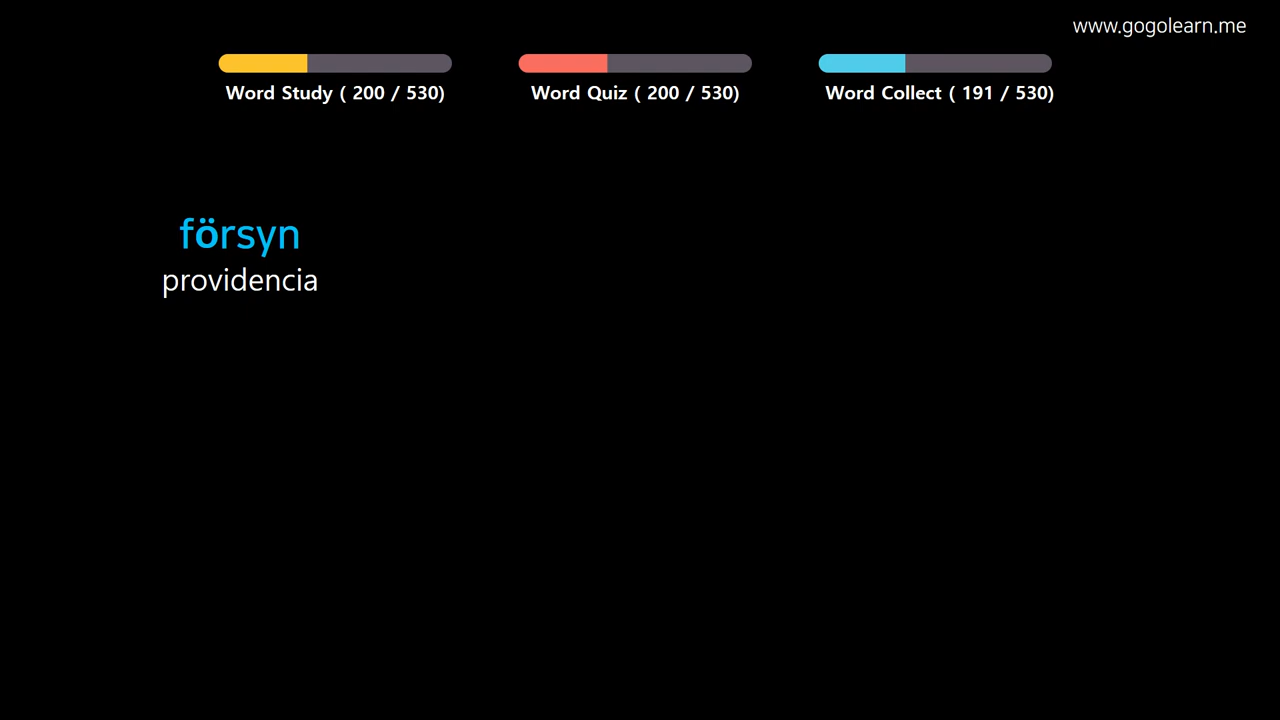 www.gogolearn.me
Word Study ( 200 / 530)
Word Quiz ( 200 / 530)
Word Collect ( 191 / 530)
försyn
providencia